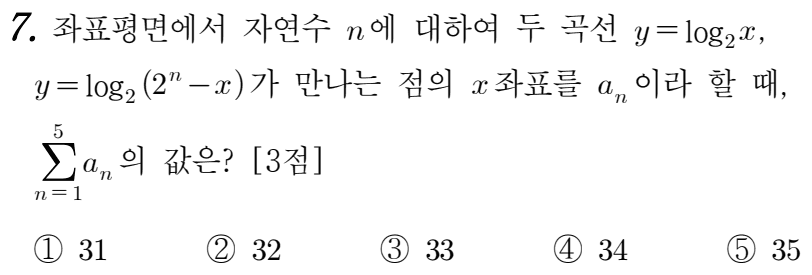 7. 좌표평면에서 자연수 n에 대하여 두 곡선 y=log₂x,
y=log₂(2ⁿ−x)가 만나는 점의 x좌표를 aₙ이라 할 때,
∑ₙ₌₁⁵ aₙ의 값은? [3점]
① 31 ② 32 ③ 33 ④ 34 ⑤ 35